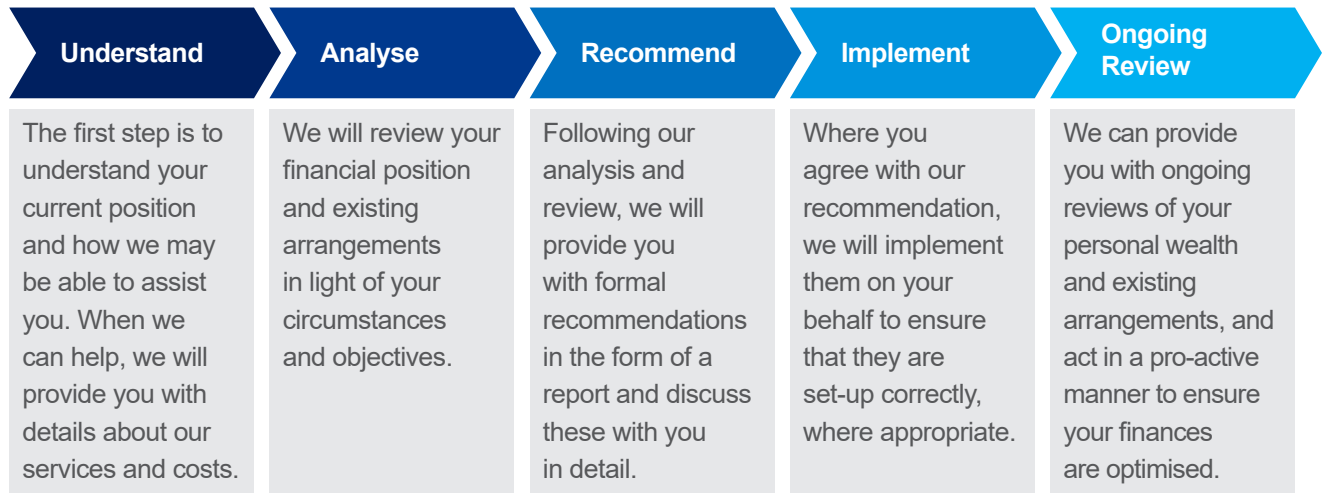 Understand
The first step is to
understand your
current position
and how we may
be able to assist
you. When we
can help, we will
provide you with
details about our
services and costs.
Analyse
We will review your
financial position
and existing
arrangements
in light of your
circumstances
and objectives.
Recommend
Following our
analysis and
review, we will
provide you
with formal
recommendations
in the form of a
report and discuss
these with you
in detail.
Implement
Where you
agree with our
recommendation,
we will implement
them on your
behalf to ensure
that they are
set-up correctly,
where appropriate.
Ongoing
Review
We can provide
you with ongoing
reviews of your
personal wealth
and existing
arrangements, and
act in a pro-active
manner to ensure
your finances
are optimised.